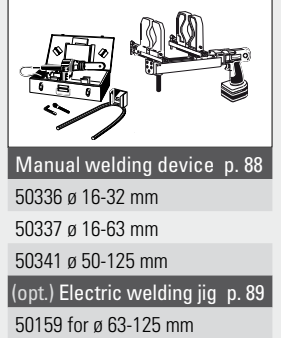 Manual welding device p. 88
50336 ø 16-32 mm
50337 ø 16-63 mm
50341 ø 50-125 mm
(opt.) Electric welding jig p. 89
50159 for ø 63-125 mm